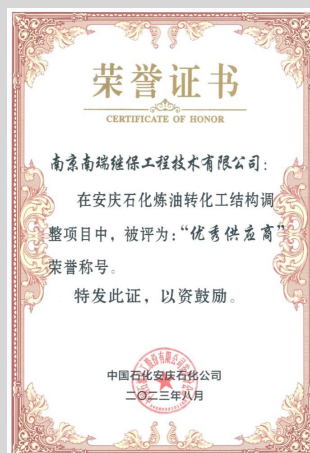 荣誉证书
CERTIFICATE OF HONOR
南京南瑞继保工程技术有限公司：
在安庆石化炼油转化工结构调
整项目中，被评为：“优秀供应商”
荣誉称号。
特发此证，以资鼓励。
中国石化安庆石化公司
二〇二三年八月